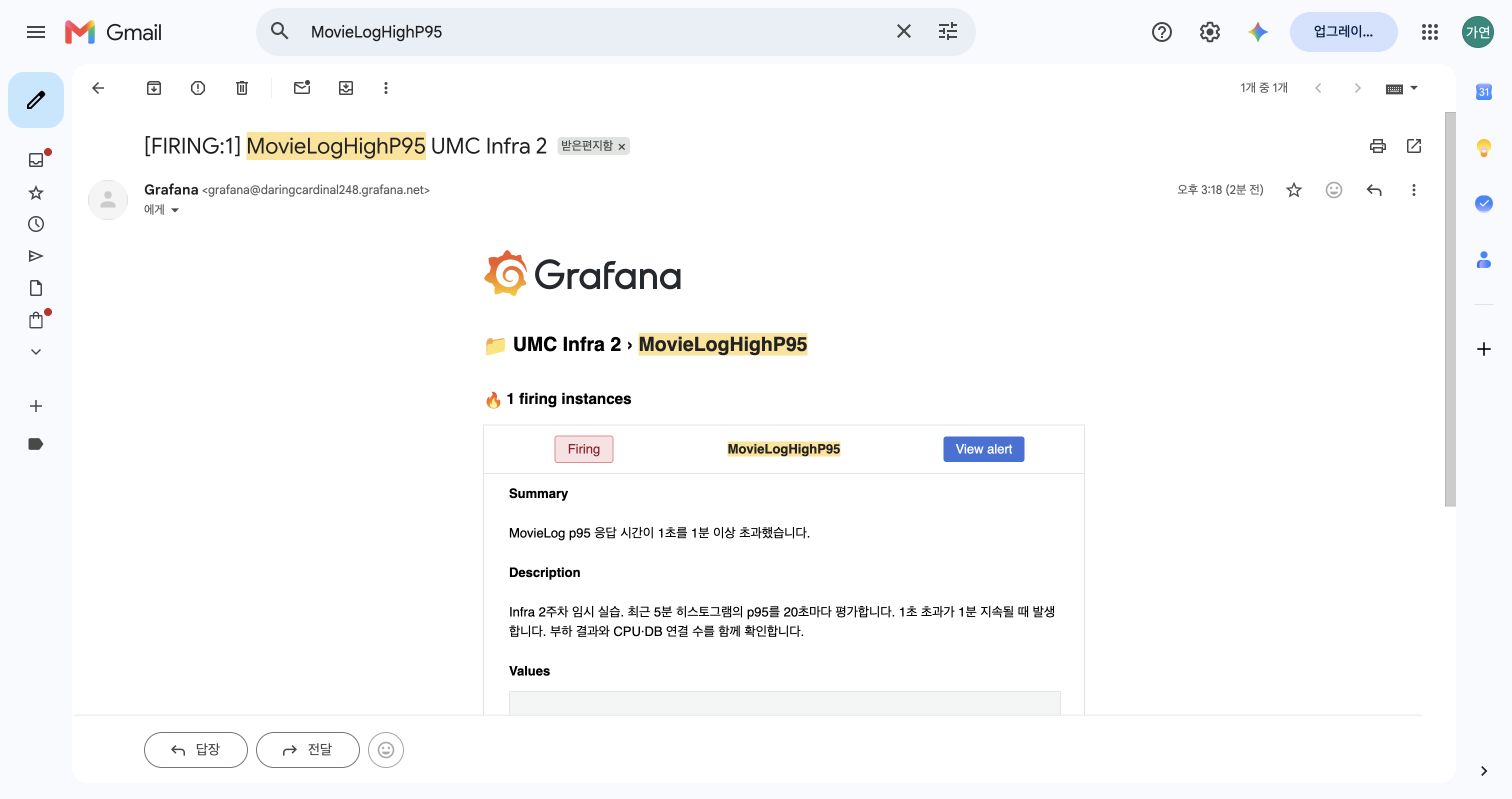 Gmail
MovieLogHighP95
업그레이...
가연
1개 중 1개
31
[FIRING:1] MovieLogHighP95 UMC Infra 2
받은편지함 ×
Grafana <grafana@daringcardinal248.grafana.net>
오후 3:18 (2분 전)
에게
Grafana
UMC Infra 2 › MovieLogHighP95
1 firing instances
Firing
MovieLogHighP95
View alert
Summary
MovieLog p95 응답 시간이 1초를 1분 이상 초과했습니다.
Description
Infra 2주차 임시 실습. 최근 5분 히스토그램의 p95를 20초마다 평가합니다. 1초 초과가 1분 지속될 때 발생
합니다. 부하 결과와 CPU·DB 연결 수를 함께 확인합니다.
Values
답장
전달